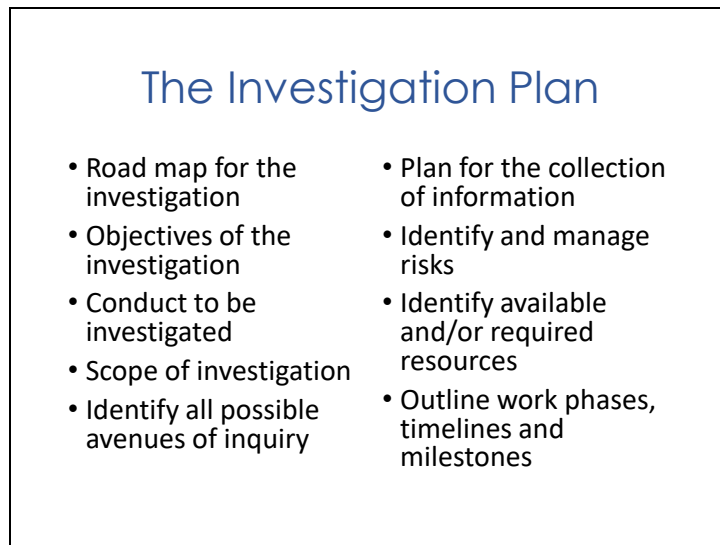 The Investigation Plan
• Road map for the
investigation
• Objectives of the
investigation
• Conduct to be
investigated
• Scope of investigation
• Identify all possible
avenues of inquiry
• Plan for the collection
of information
• Identify and manage
risks
• Identify available
and/or required
resources
• Outline work phases,
timelines and
milestones